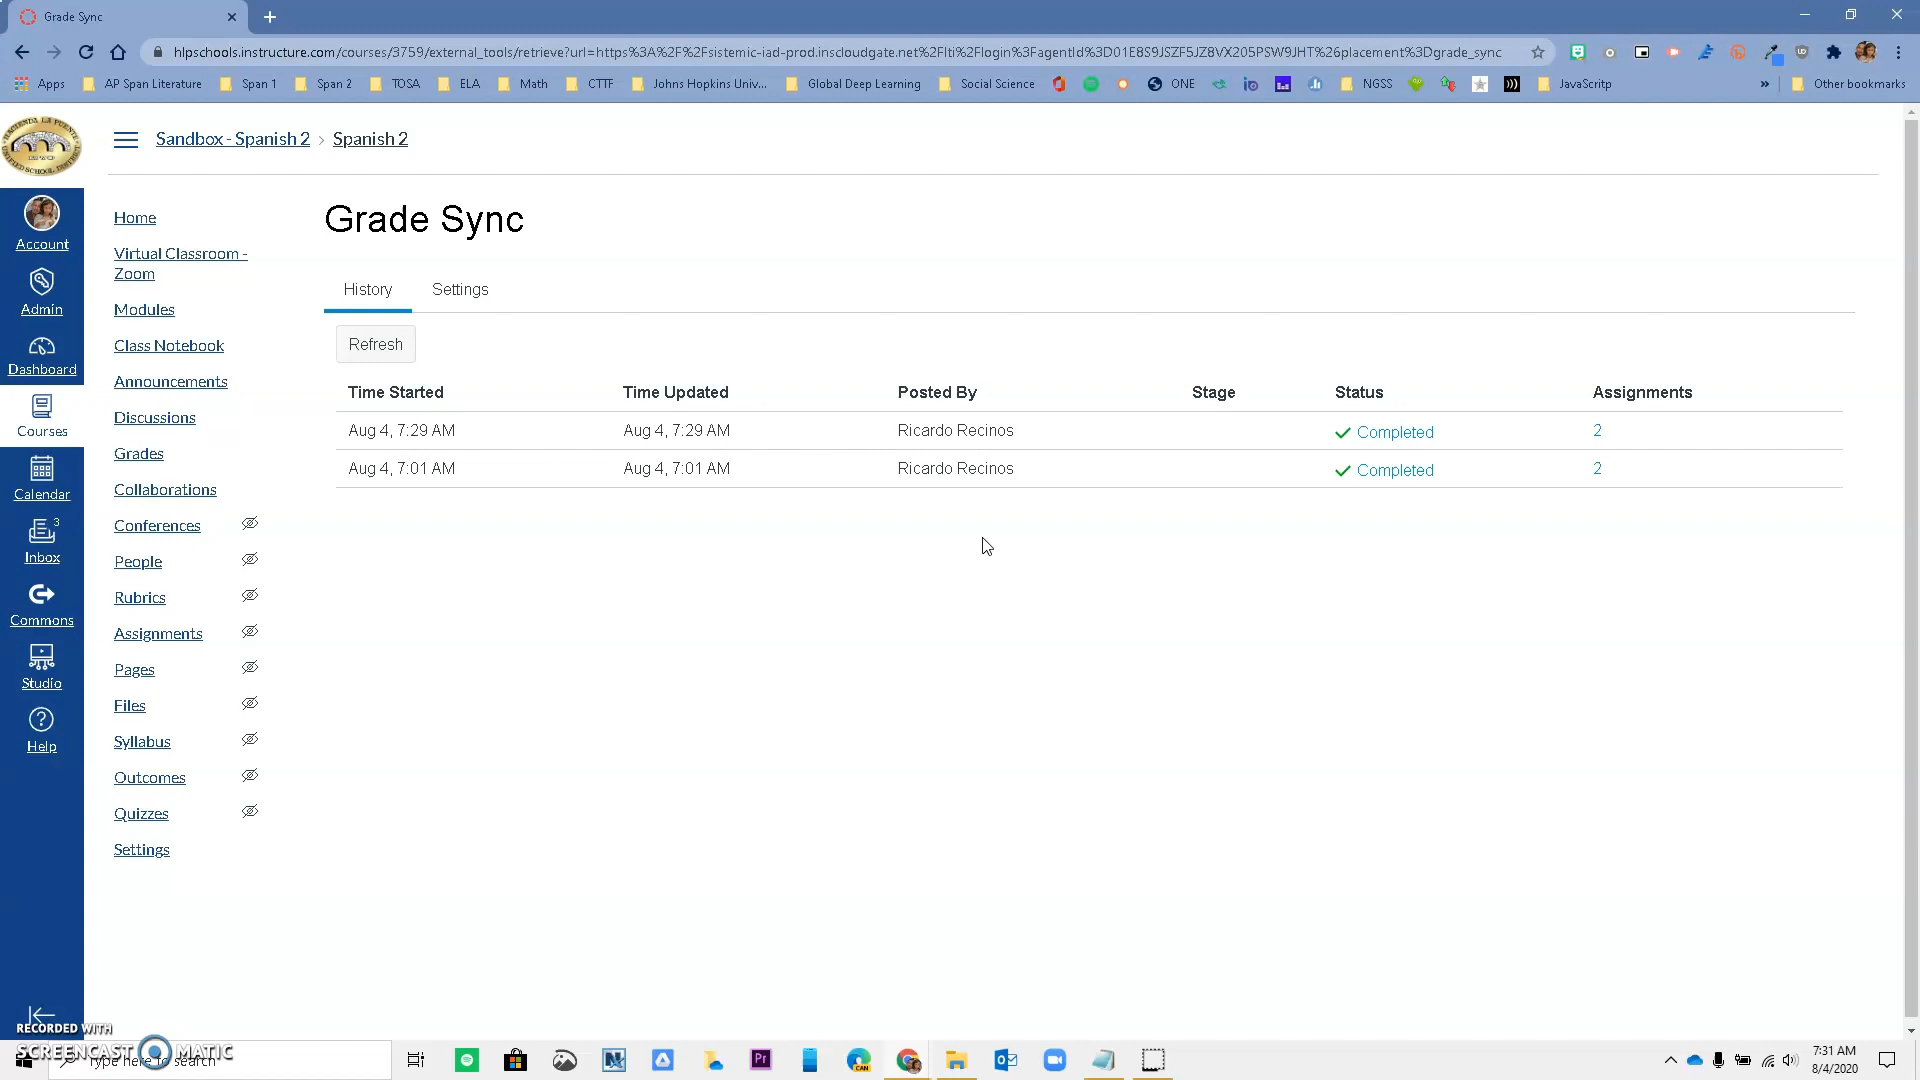 Grade Sync
hlpschools.instructure.com/courses/3759/external_tools/retrieve?url=https%3A%2F%2Fsistemic-iad-prod.inscloudgate.net%2Flti%2Flogin%3FagentId%3D01E8S9JSZF5JZ8VX205PSW9JHT%26placement%3Dgrade_sync
Apps AP Span Literature Span 1 Span 2 TOSA ELA Math CTTF Johns Hopkins Univ... Global Deep Learning Social Science ONE NGSS JavaScritp » Other bookmarks
Sandbox - Spanish 2 › Spanish 2
Account
Admin
Dashboard
Courses
Calendar
3
Inbox
Commons
Studio
Help
Home
Virtual Classroom -
Zoom
Modules
Class Notebook
Announcements
Discussions
Grades
Collaborations
Conferences
People
Rubrics
Assignments
Pages
Files
Syllabus
Outcomes
Quizzes
Settings
Grade Sync
History Settings
Refresh
Time Started Time Updated Posted By Stage Status Assignments
Aug 4, 7:29 AM Aug 4, 7:29 AM Ricardo Recinos Completed 2
Aug 4, 7:01 AM Aug 4, 7:01 AM Ricardo Recinos Completed 2
RECORDED WITH
SCREENCAST MATIC
Type here to search
7:31 AM
8/4/2020